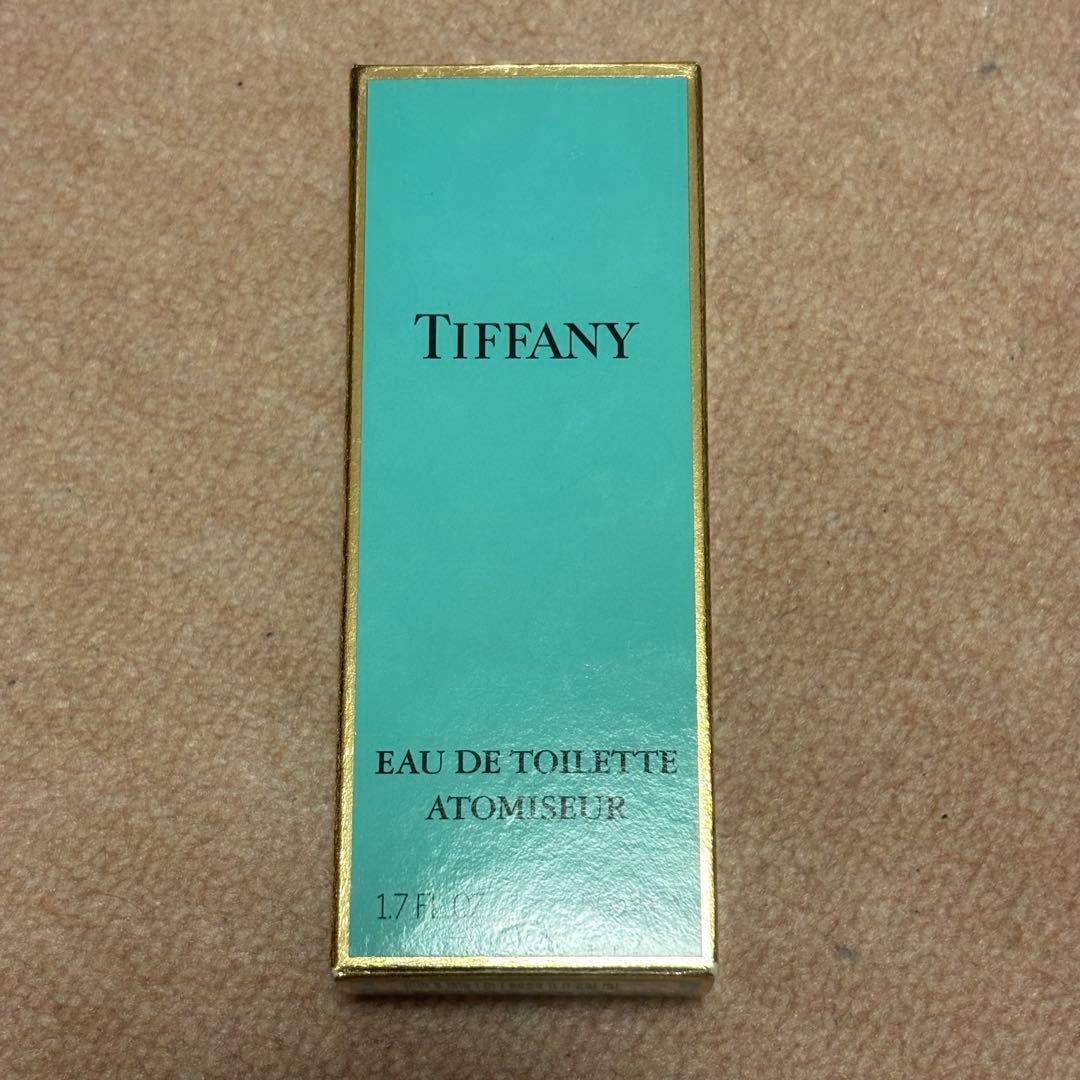 TIFFANY
EAU DE TOILETTE
ATOMISEUR
1.7 FL.OZ